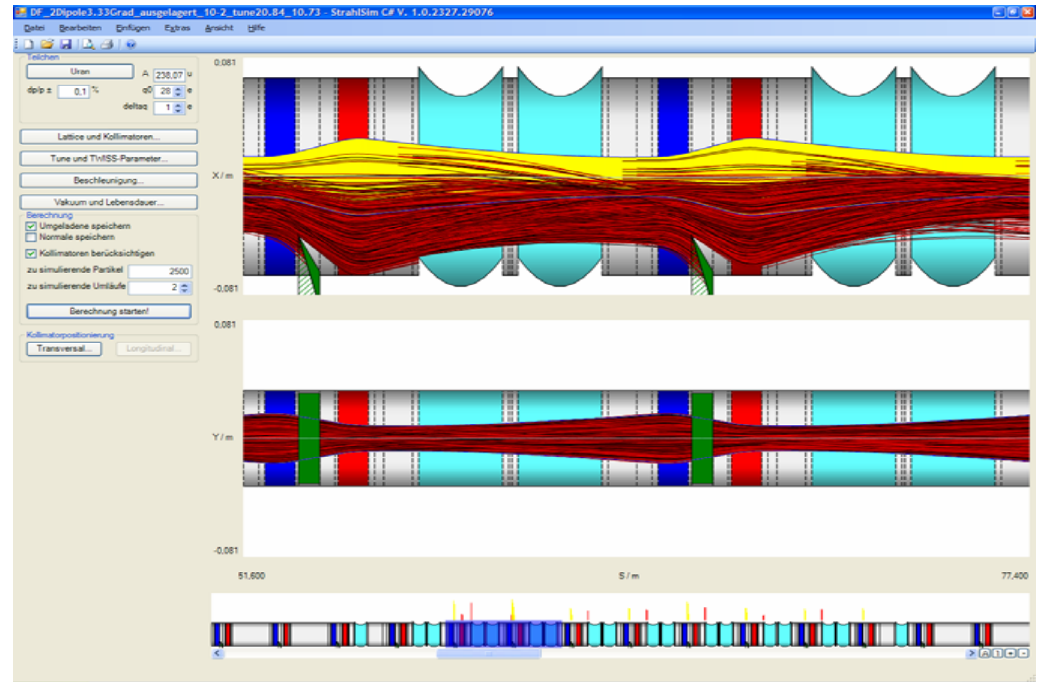 DF_2Dipole3.33Grad_ausgelagert_10-2_tune20.84_10.73 - StrahlSim C# V. 1.0.2327.29076
Datei Bearbeiten Einfügen Extras Ansicht Hilfe
Teilchen
Uran A 238,07 u
dp/p ± 0,1 % q0 28 e
deltaq 1 e
Lattice und Kollimatoren...
Tune und TWISS-Parameter...
Beschleunigung...
Vakuum und Lebensdauer...
Berechnung
Umgeladene speichern
Normale speichern
Kollimatoren berücksichtigen
zu simulierende Partikel 2500
zu simulierende Umläufe 2
Berechnung starten!
Kollimatorpositionierung
Transversal... Longitudinal...
0,081
X / m
-0,081
0,081
Y / m
-0,081
51,600 S / m 77,400
A 1 + -